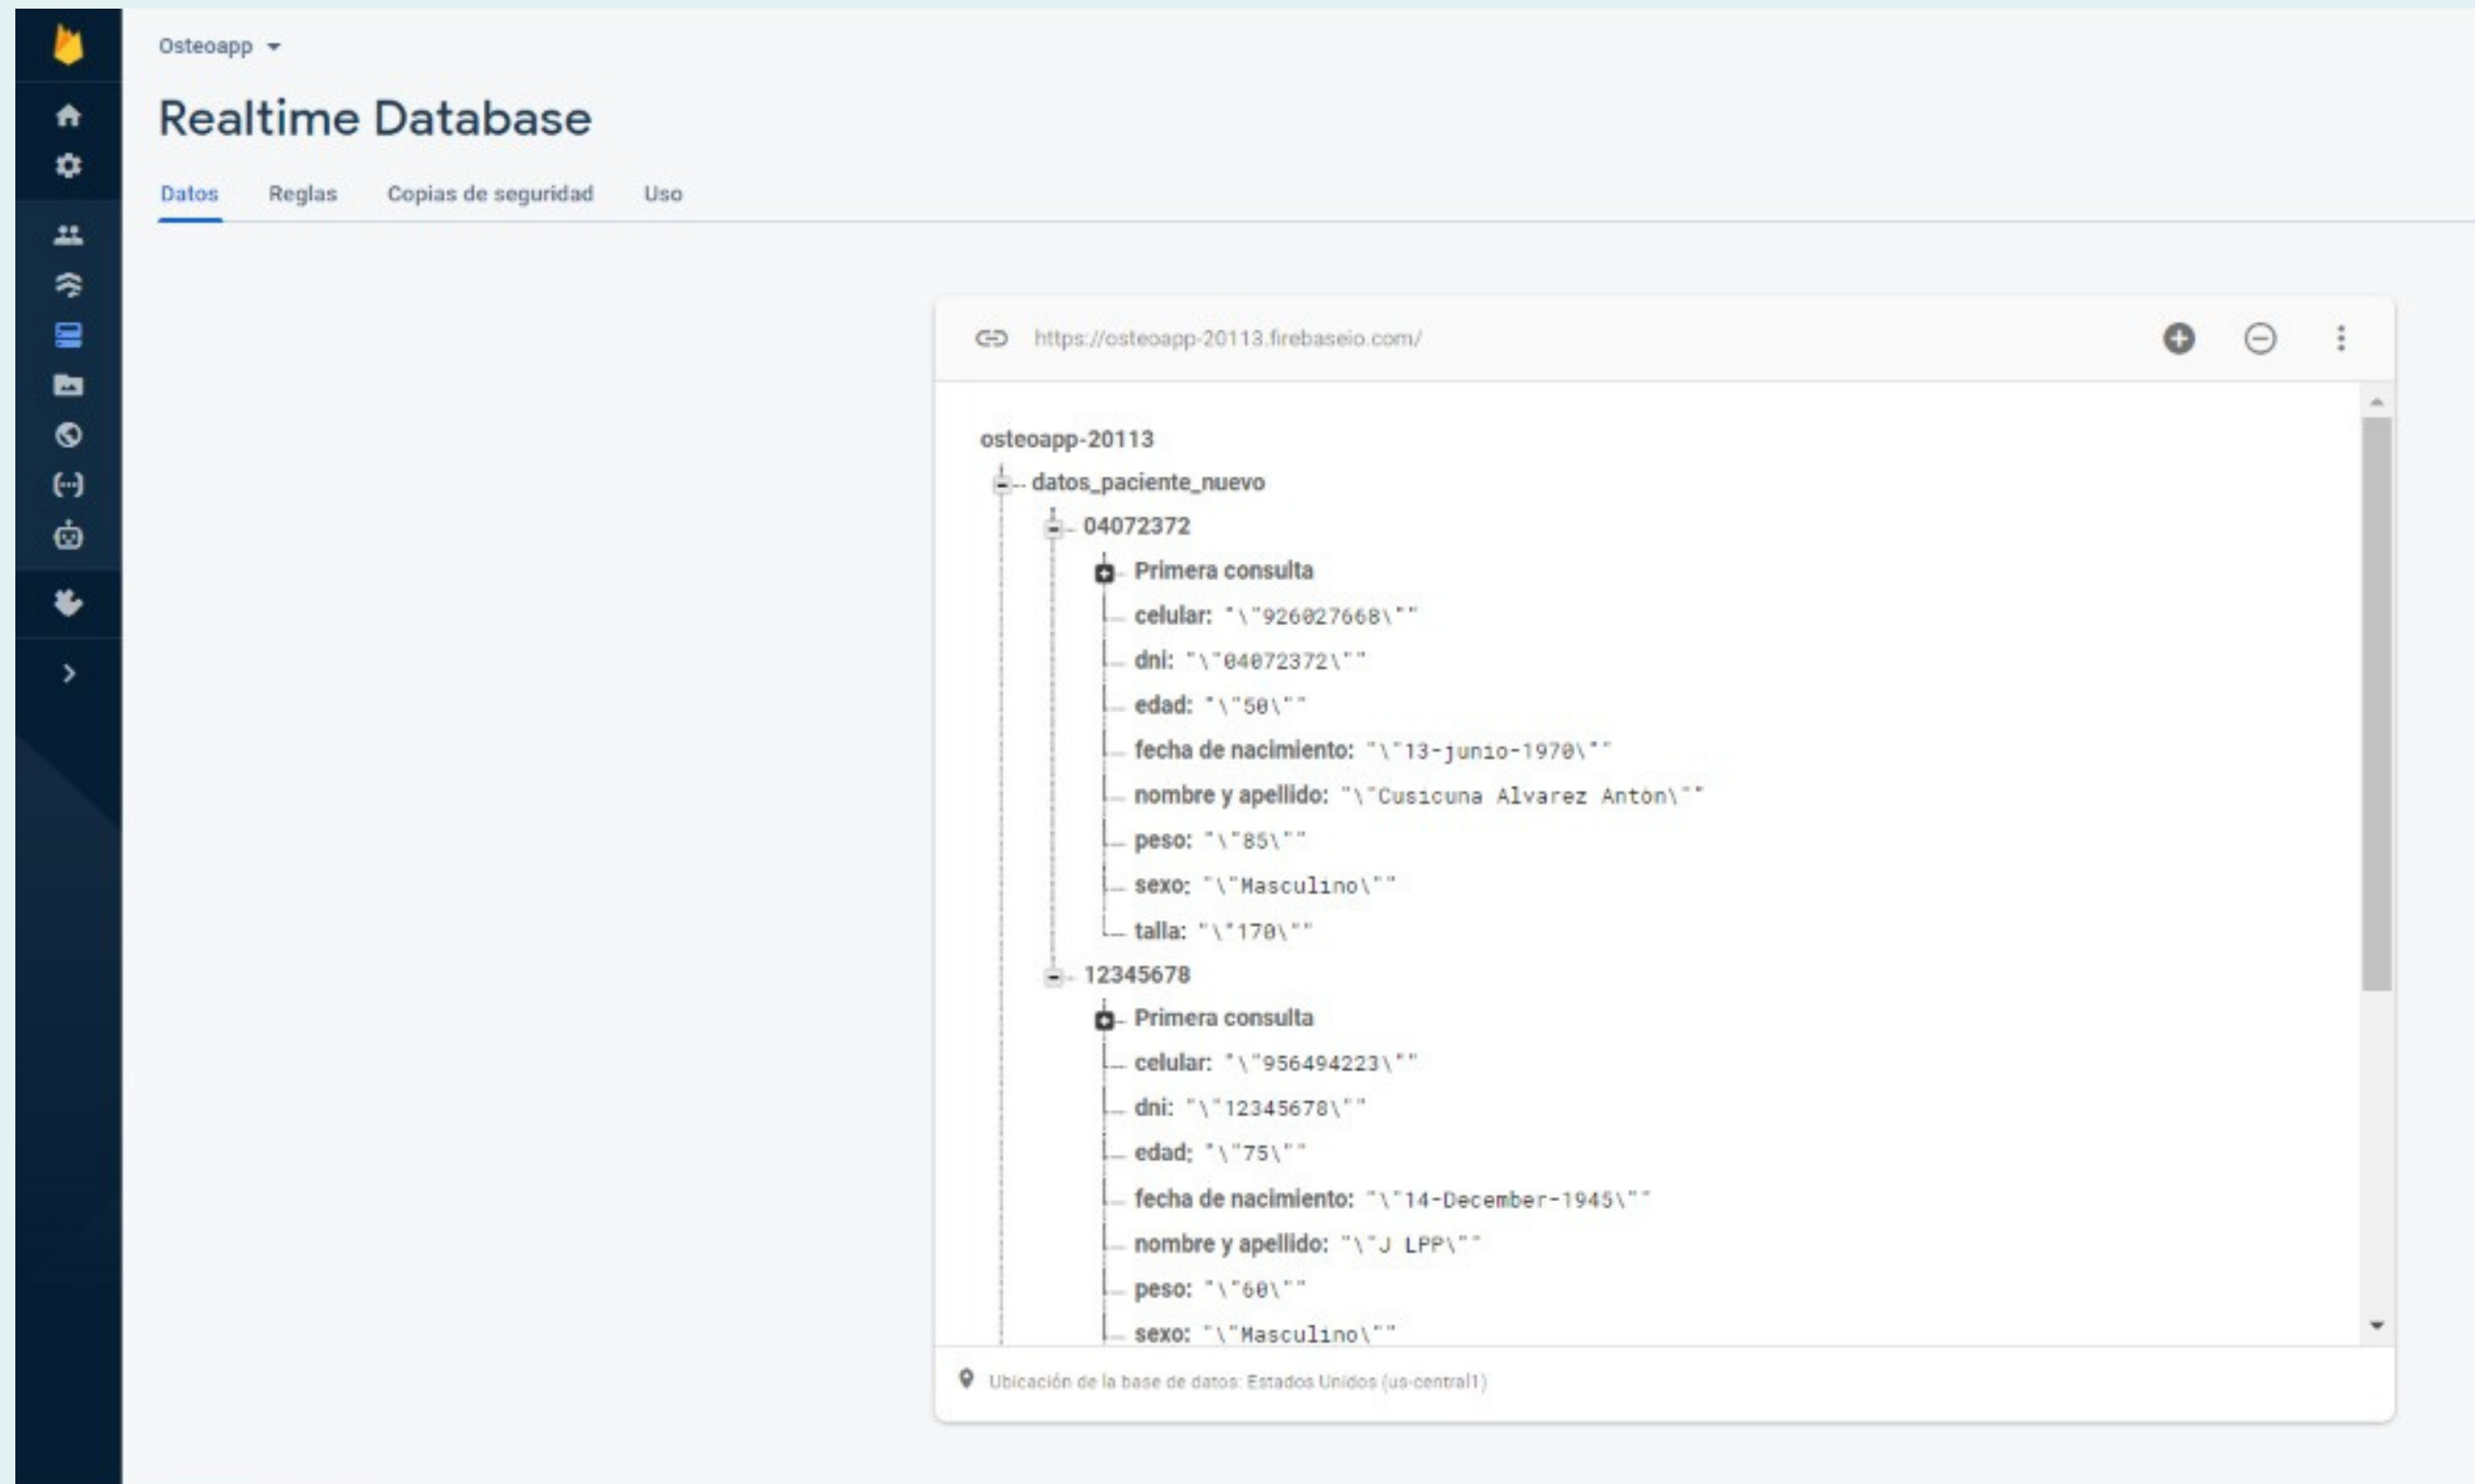 Osteoapp
Realtime Database
Datos Reglas Copias de seguridad Uso
https://osteoapp-20113.firebaseio.com/
osteoapp-20113
datos_paciente_nuevo
04072372
Primera consulta
celular: "\"926027668\""
dni: "\"04072372\""
edad: "\"50\""
fecha de nacimiento: "\"13-junio-1970\""
nombre y apellido: "\"Cusicuna Alvarez Antòn\""
peso: "\"85\""
sexo: "\"Masculino\""
talla: "\"170\""
12345678
Primera consulta
celular: "\"956494223\""
dni: "\"12345678\""
edad: "\"75\""
fecha de nacimiento: "\"14-December-1945\""
nombre y apellido: "\"J LPP\""
peso: "\"60\""
sexo: "\"Masculino\""
Ubicación de la base de datos: Estados Unidos (us-central1)